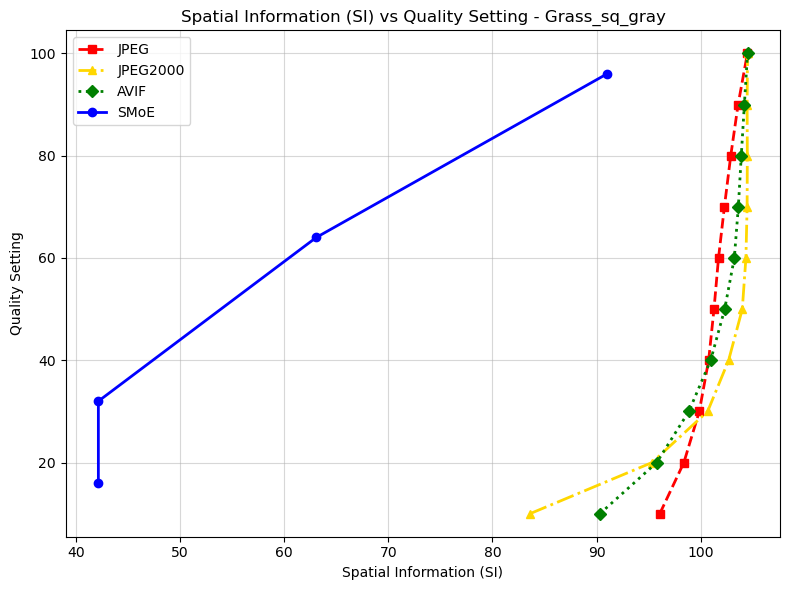 Spatial Information (SI) vs Quality Setting - Grass_sq_gray
JPEG
JPEG2000
AVIF
SMoE
100
80
60
40
20
Quality Setting
40 50 60 70 80 90 100
Spatial Information (SI)